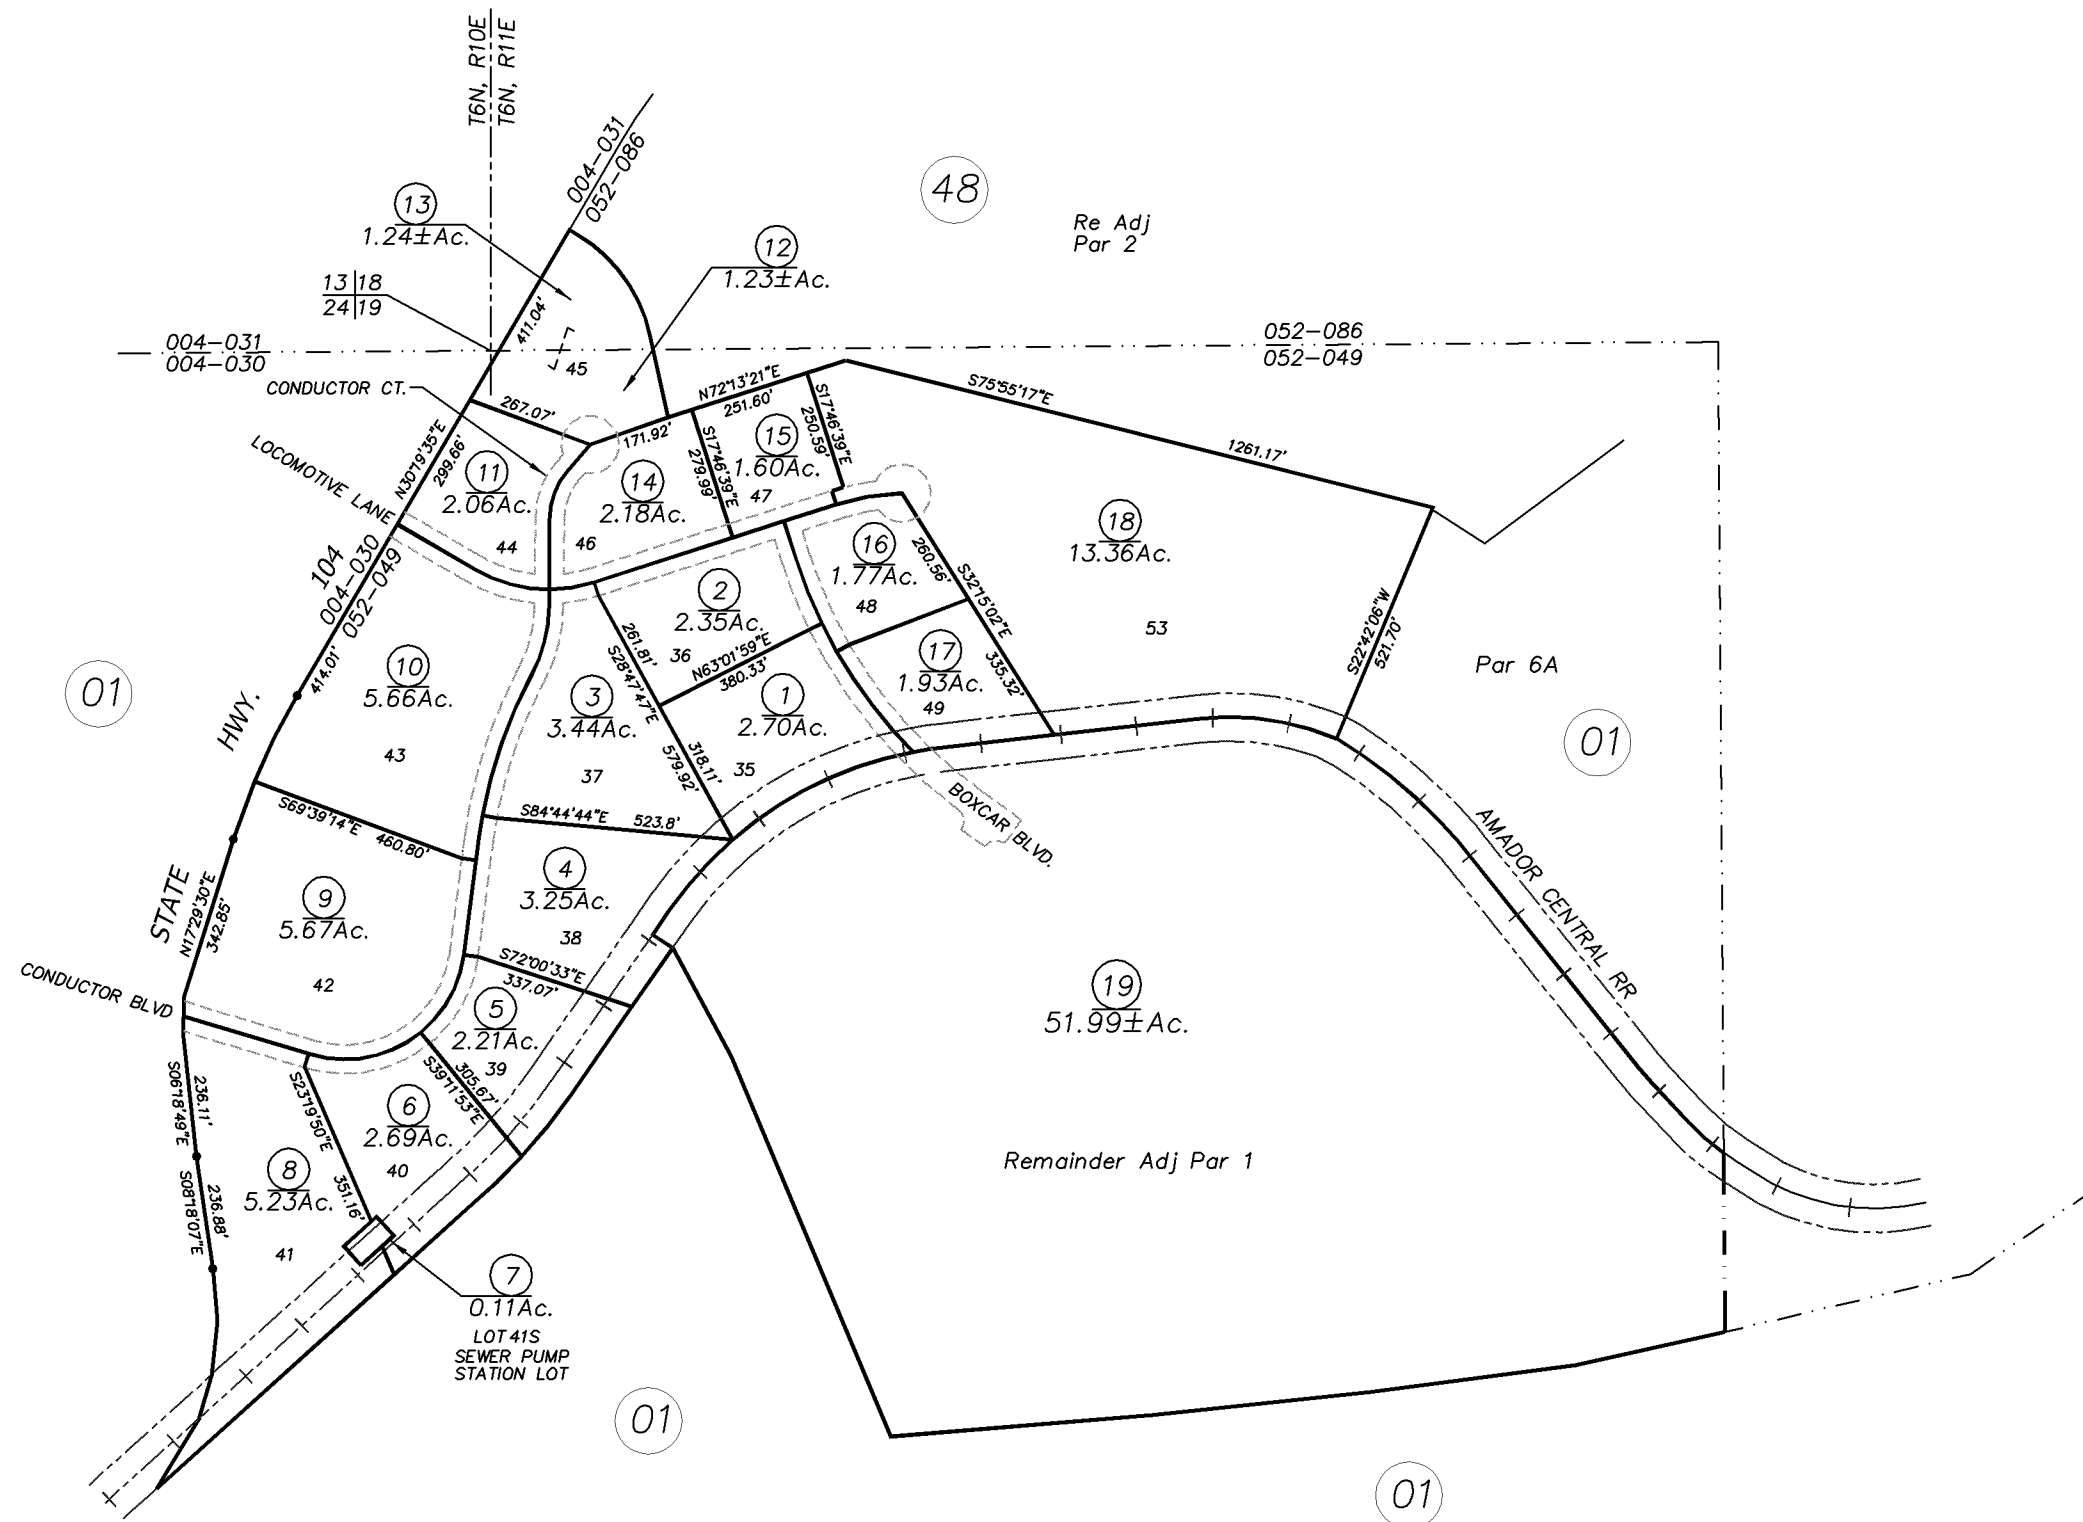 T6N, R10E
T6N, R11E
004-031
052-086
48
Re Adj
Par 2
13
1.24±Ac.
12
1.23±Ac.
13|18
24|19
411.04'
45
004-031
004-030
052-086
052-049
CONDUCTOR CT.
267.07'
N72°13'21"E
251.60'
171.92'
S17°46'39"E
250.59'
S75°55'17"E
1261.17'
LOCOMOTIVE LANE
N30°19'35"E
299.66'
11
2.06Ac.
44
14
2.18Ac.
46
S17°46'39"E
279.99'
15
1.60Ac.
47
18
13.36Ac.
53
104
004-030
052-049
16
1.77Ac.
48
260.56'
S32°15'02"E
335.32'
2
2.35Ac.
36
N63°01'59"E
380.33'
261.81'
S28°47'47"E
318.11'
579.92'
S22°42'06"W
521.70'
Par 6A
01
414.01'
10
5.66Ac.
43
3
3.44Ac.
37
1
2.70Ac.
35
17
1.93Ac.
49
01
HWY.
S69°39'14"E 460.80'
S84°44'44"E 523.8'
BOXCAR BLVD.
AMADOR CENTRAL RR
STATE
N17°29'30"E
342.85'
9
5.67Ac.
42
4
3.25Ac.
38
S72°00'33"E
337.07'
CONDUCTOR BLVD
5
2.21Ac.
39
19
51.99±Ac.
305.67'
S39°11'53"E
236.11'
S06°18'49"E
S23°19'50"E
351.16'
6
2.69Ac.
40
Remainder Adj Par 1
8
5.23Ac.
41
236.88'
S08°18'07"E
7
0.11Ac.
LOT 41S
SEWER PUMP
STATION LOT
01
01